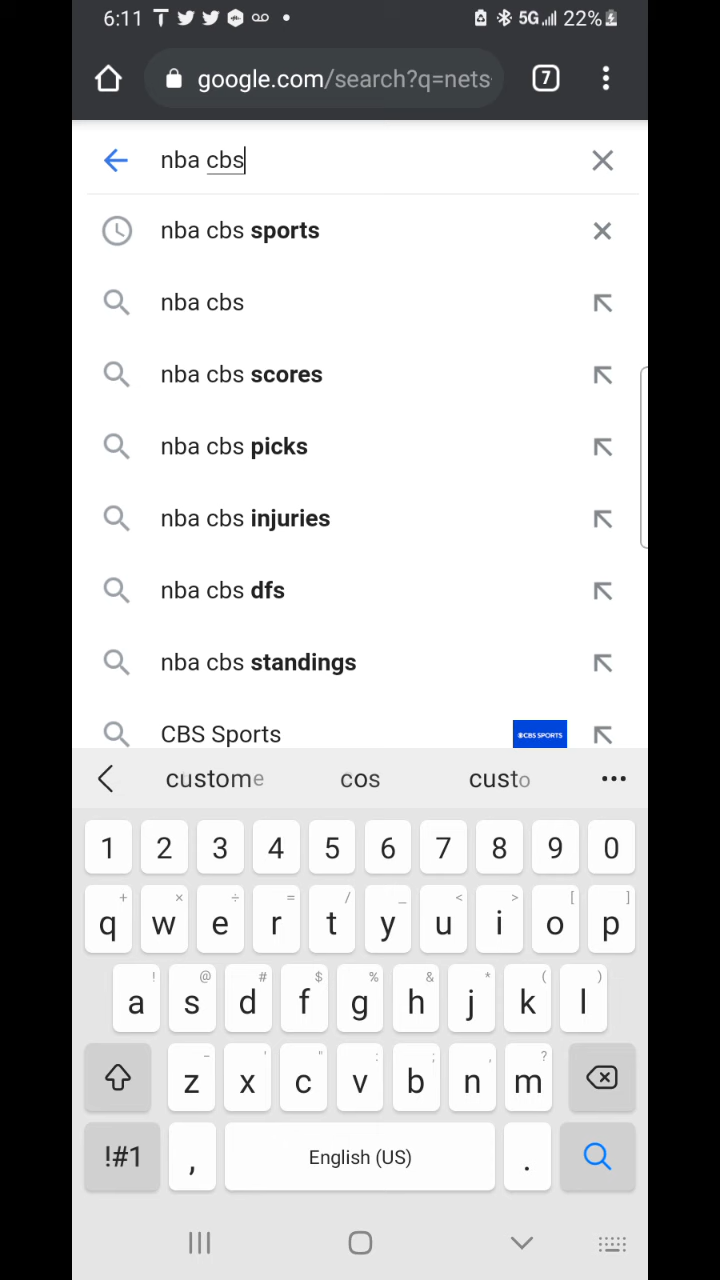 6:11 5G 22%
google.com/search?q=nets 7
nba cbs
nba cbs sports
nba cbs
nba cbs scores
nba cbs picks
nba cbs injuries
nba cbs dfs
nba cbs standings
CBS Sports CBS SPORTS
custome cos custo
1 2 3 4 5 6 7 8 9 0
+ × ÷ = / _ < > [ ]
q w e r t y u i o p
! @ # $ % & * ( )
a s d f g h j k l
- ' " : ; , ?
z x c v b n m
!#1 , English (US) .